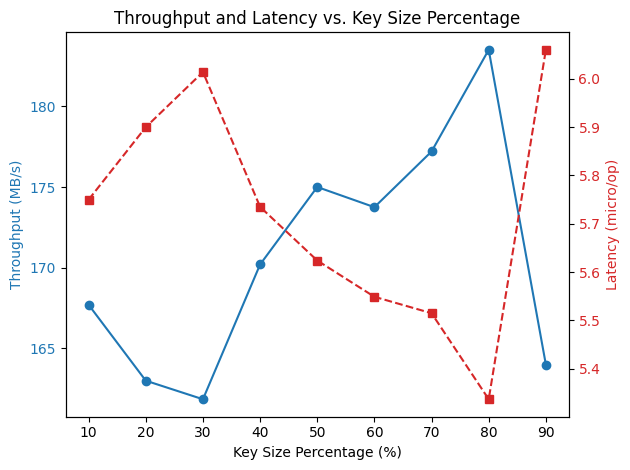 Throughput and Latency vs. Key Size Percentage
Throughput (MB/s)
180
175
170
165
6.0
5.9
5.8
5.7
5.6
5.5
5.4
Latency (micro/op)
10 20 30 40 50 60 70 80 90
Key Size Percentage (%)